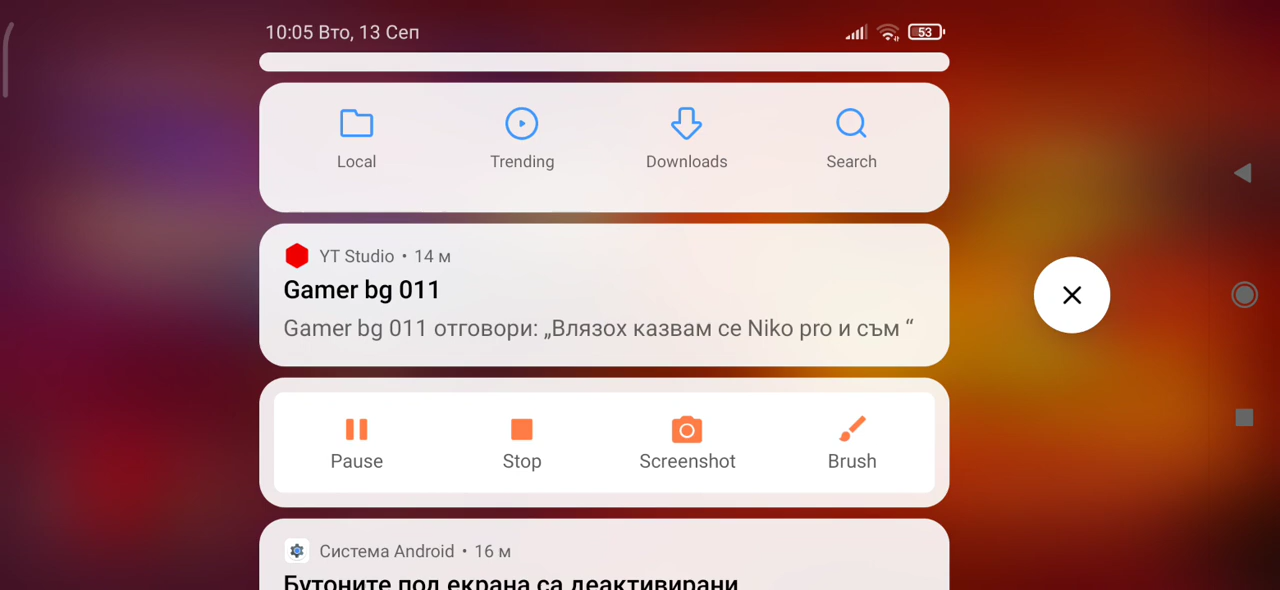 10:05 Вто, 13 Сеп
53
Local Trending Downloads Search
YT Studio • 14 м
Gamer bg 011
Gamer bg 011 отговори: „Влязох казвам се Niko pro и съм “
Pause Stop Screenshot Brush
Система Android • 16 м
Бутоните под екрана са деактивирани